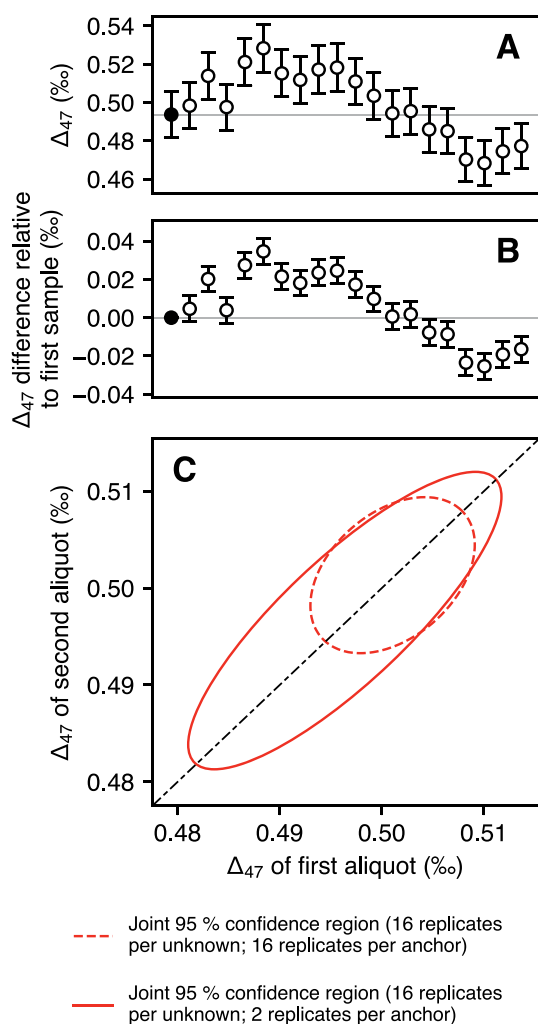 A
Δ47 (‰)
0.54
0.52
0.50
0.48
0.46
B
Δ47 difference relative
to first sample (‰)
0.04
0.02
0.00
−0.02
−0.04
C
Δ47 of second aliquot (‰)
0.51
0.50
0.49
0.48
0.48 0.49 0.50 0.51
Δ47 of first aliquot (‰)
Joint 95 % confidence region (16 replicates
per unknown; 16 replicates per anchor)
Joint 95 % confidence region (16 replicates
per unknown; 2 replicates per anchor)